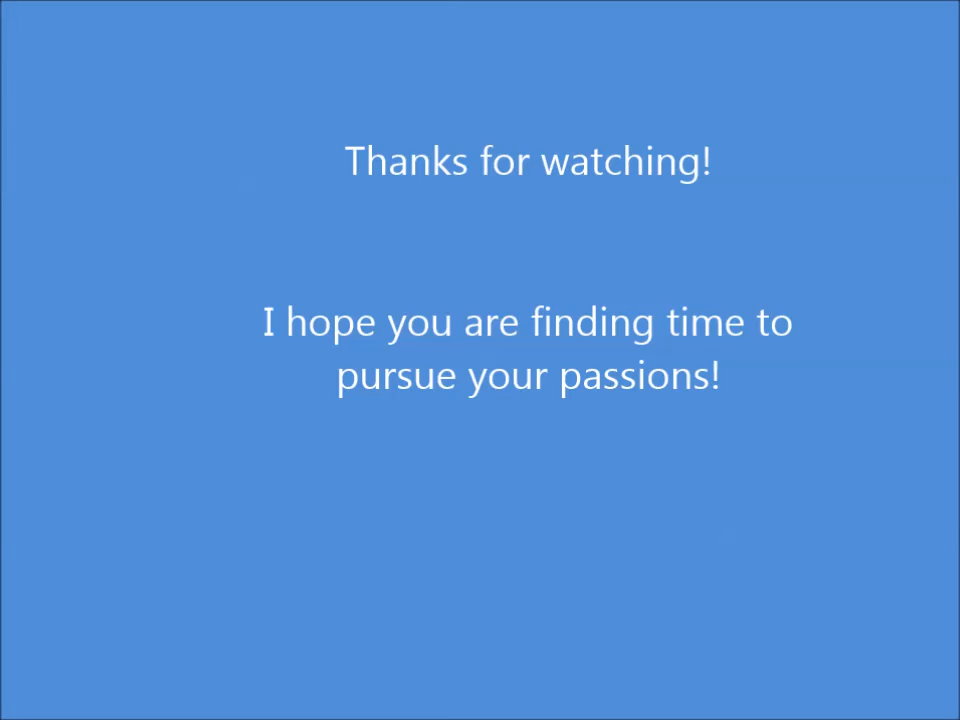 Thanks for watching!
I hope you are finding time to
pursue your passions!